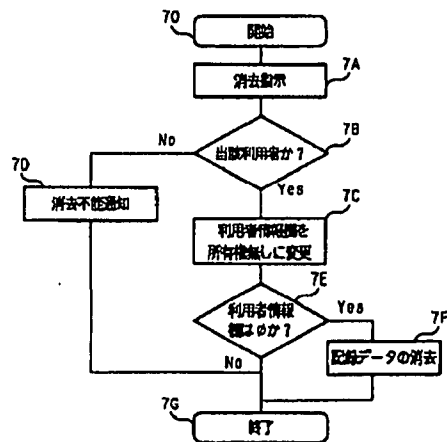 70
開始
7A
消去指示
7B
当該利用者か?
No
Yes
7D
消去不能通知
7C
利用者情報欄を
所有権無しに変更
7E
利用者情報
欄はφか?
Yes
No
7F
記録データの消去
7G
終了